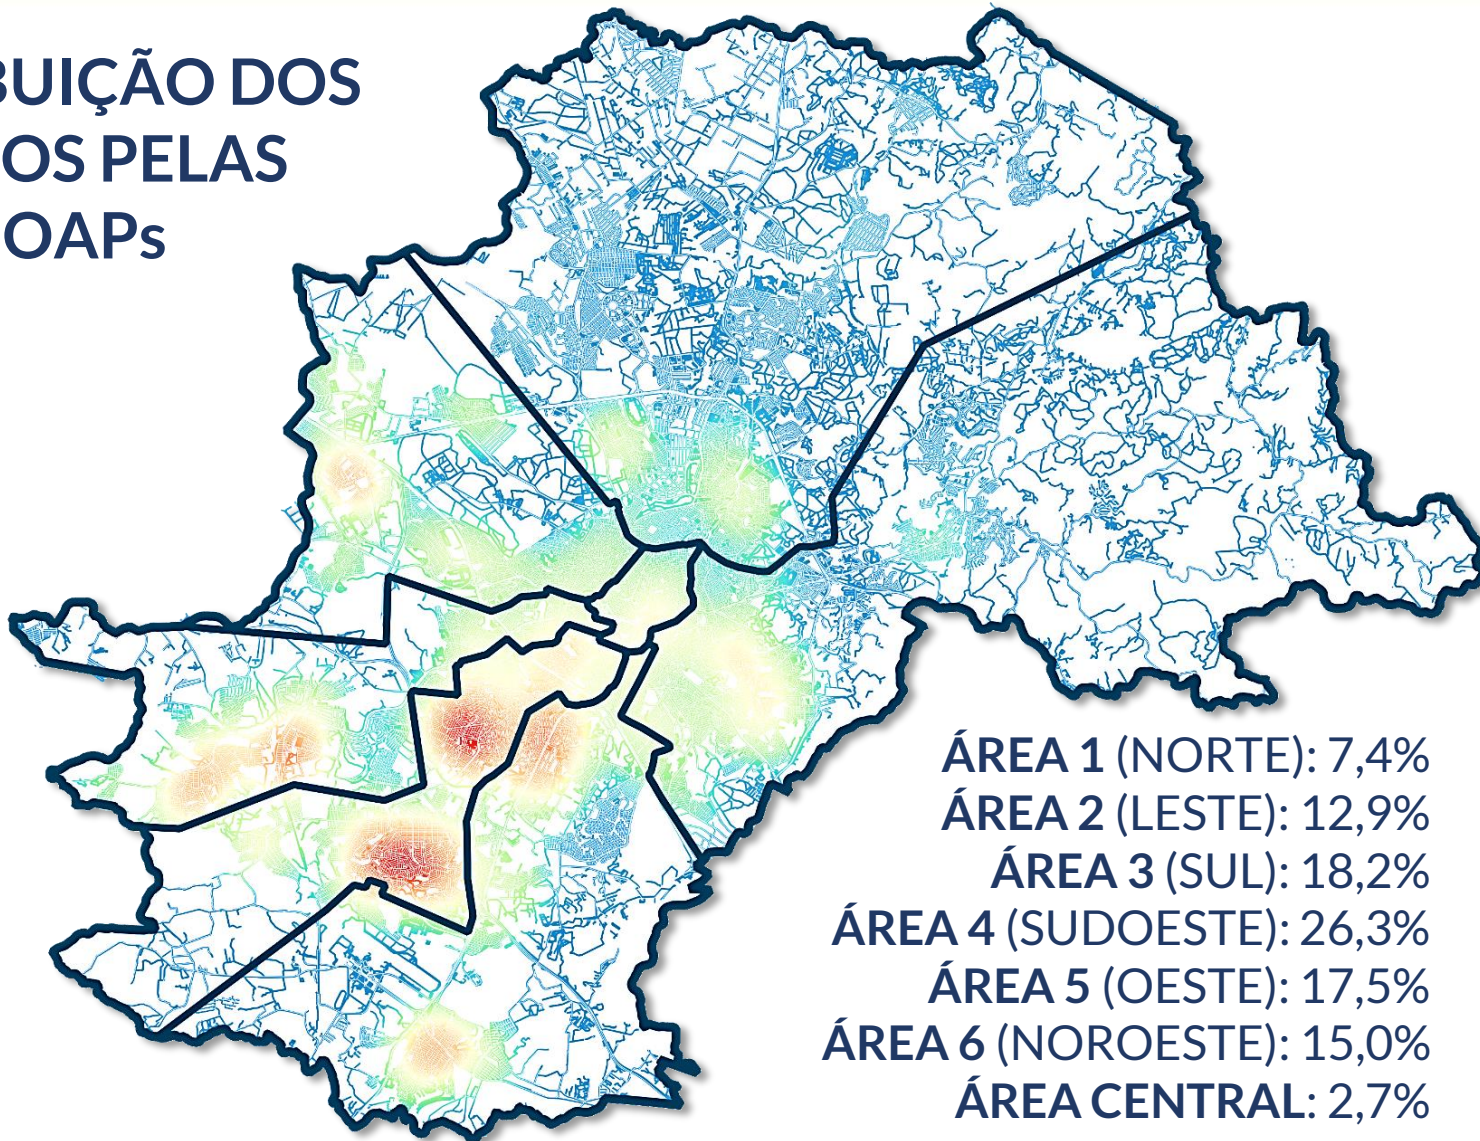 BUIÇÃO DOS
OS PELAS
OAPs
ÁREA 1 (NORTE): 7,4%
ÁREA 2 (LESTE): 12,9%
ÁREA 3 (SUL): 18,2%
ÁREA 4 (SUDOESTE): 26,3%
ÁREA 5 (OESTE): 17,5%
ÁREA 6 (NOROESTE): 15,0%
ÁREA CENTRAL: 2,7%